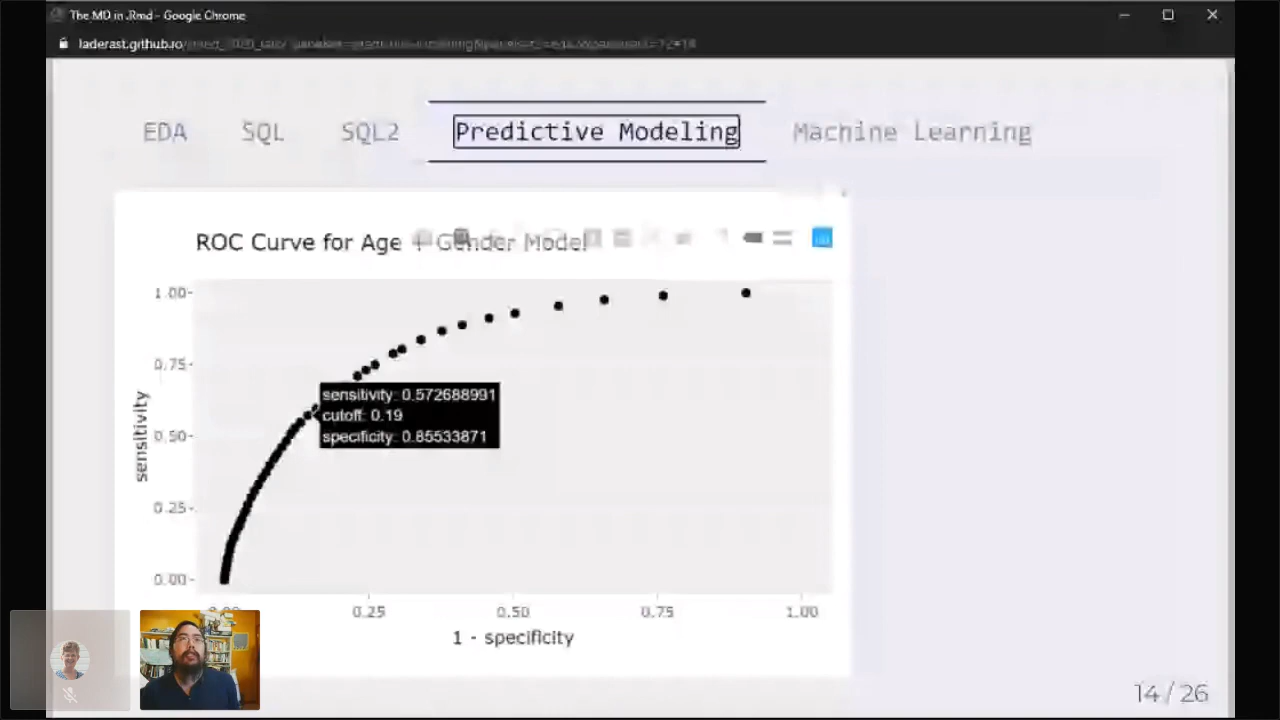 The MD in .Rmd - Google Chrome
laderast.github.io
EDA SQL SQL2 Predictive Modeling Machine Learning
ROC Curve for Age + Gender Model
1.00
0.75
sensitivity: 0.572688991
cutoff: 0.19
specificity: 0.85533871
0.50
sensitivity
0.25
0.00
0.00 0.25 0.50 0.75 1.00
1 - specificity
14 / 26